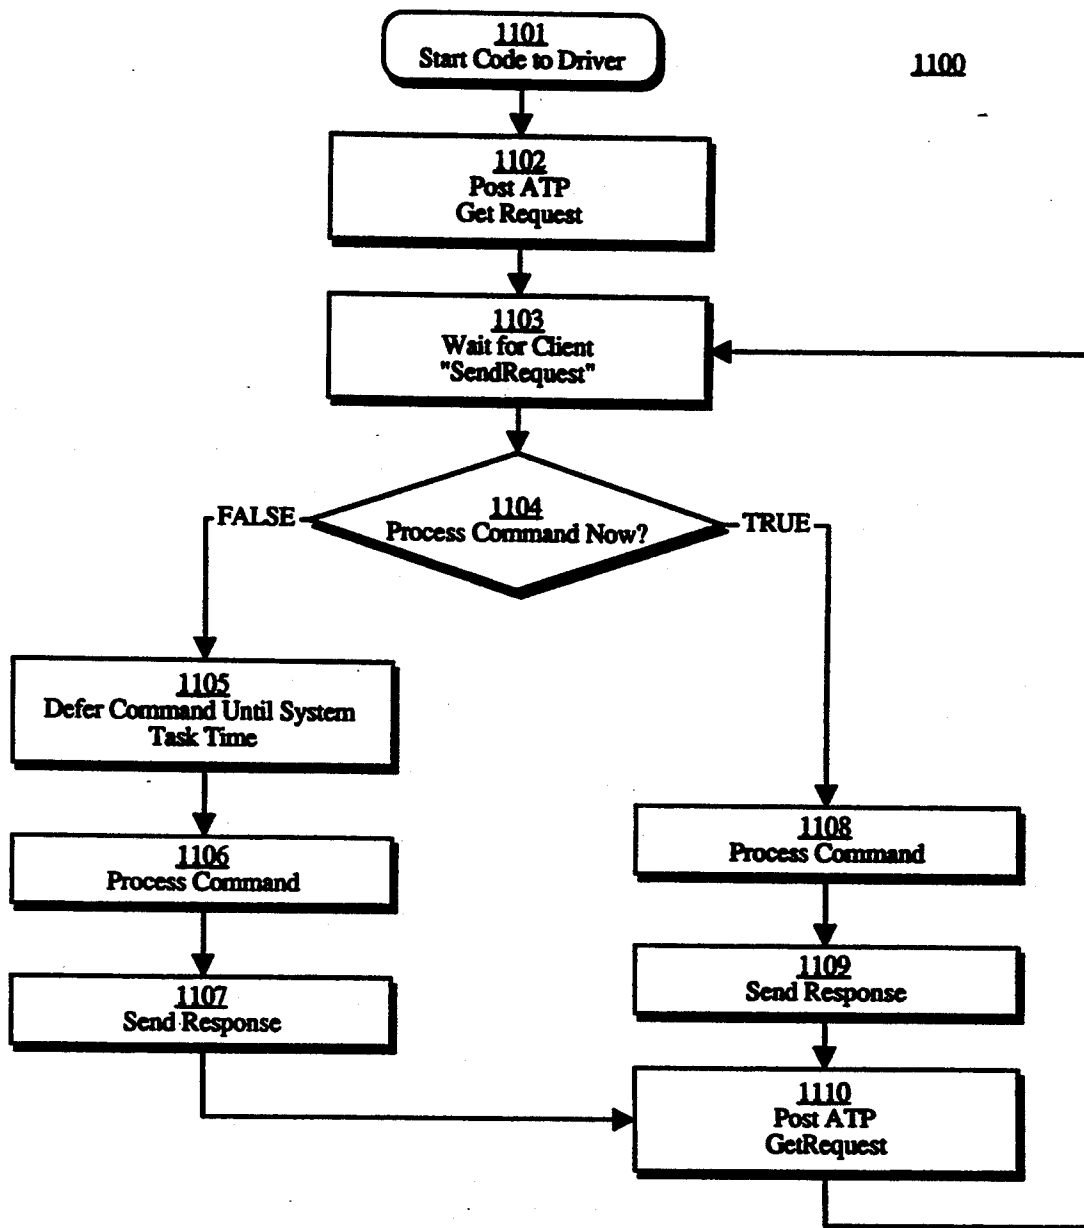 1101
Start Code to Driver
1100
1102
Post ATP
Get Request
1103
Wait for Client
"SendRequest"
1104
Process Command Now?
FALSE
TRUE
1105
Defer Command Until System
Task Time
1106
Process Command
1107
Send Response
1108
Process Command
1109
Send Response
1110
Post ATP
GetRequest